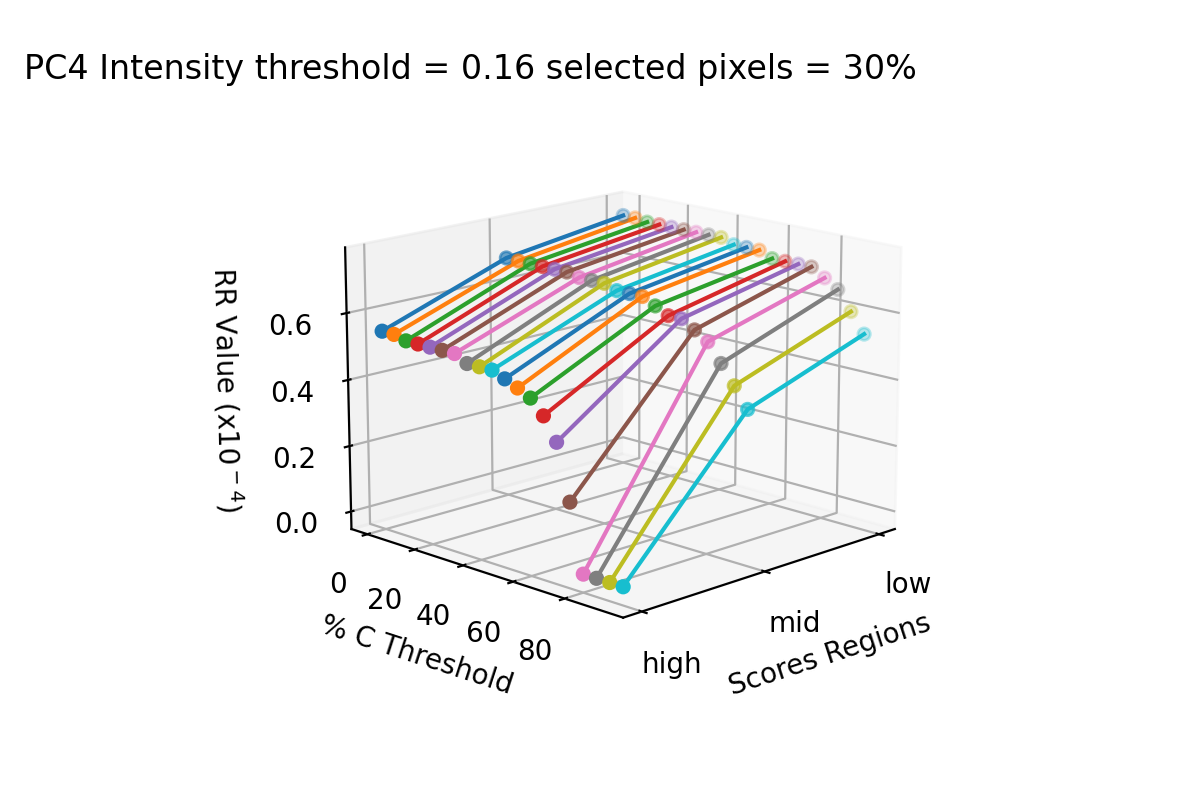 PC4 Intensity threshold = 0.16 selected pixels = 30%
RR Value (x10⁻⁴)
0.6
0.4
0.2
0.0
0
20
40
60
80
% C Threshold
high
mid
low
Scores Regions